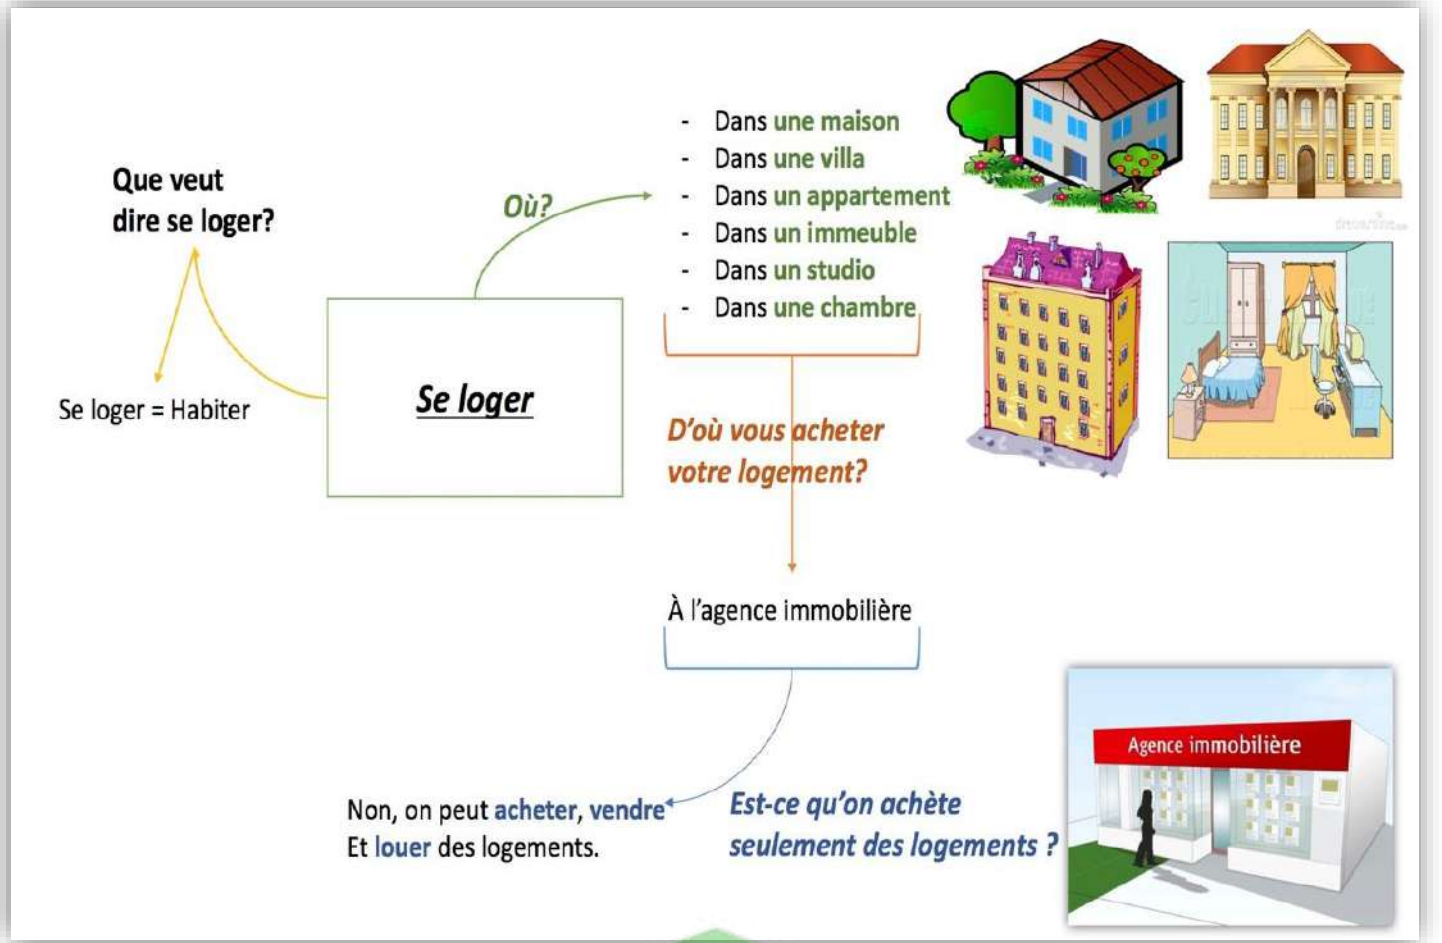 Que veut
dire se loger?
Se loger = Habiter
Se loger
Où?
- Dans une maison
- Dans une villa
- Dans un appartement
- Dans un immeuble
- Dans un studio
- Dans une chambre
D'où vous acheter
votre logement?
À l'agence immobilière
Est-ce qu'on achète
seulement des logements ?
Non, on peut acheter, vendre
Et louer des logements.
Agence immobilière